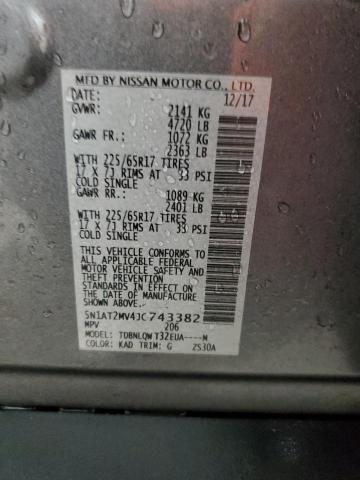 MFD BY NISSAN MOTOR CO., LTD.
DATE: 12/17
GVWR: 2141 KG
4720 LB
GAWR FR.: 1072 KG
2363 LB
WITH 225/65R17 TIRES
17 X 7J RIMS AT 33 PSI
COLD SINGLE
GAWR RR.: 1089 KG
2401 LB
WITH 225/65R17 TIRES
17 X 7J RIMS AT 33 PSI
COLD SINGLE
THIS VEHICLE CONFORMS TO
ALL APPLICABLE FEDERAL
MOTOR VEHICLE SAFETY AND
THEFT PREVENTION
STANDARDS IN EFFECT ON
THE DATE OF MANUFACTURE
SHOWN ABOVE.
5N1AT2MV4JC743382
MPV 206
MODEL: TDBNLQW T32EUA----N
COLOR: KAD TRIM: G 2S30A